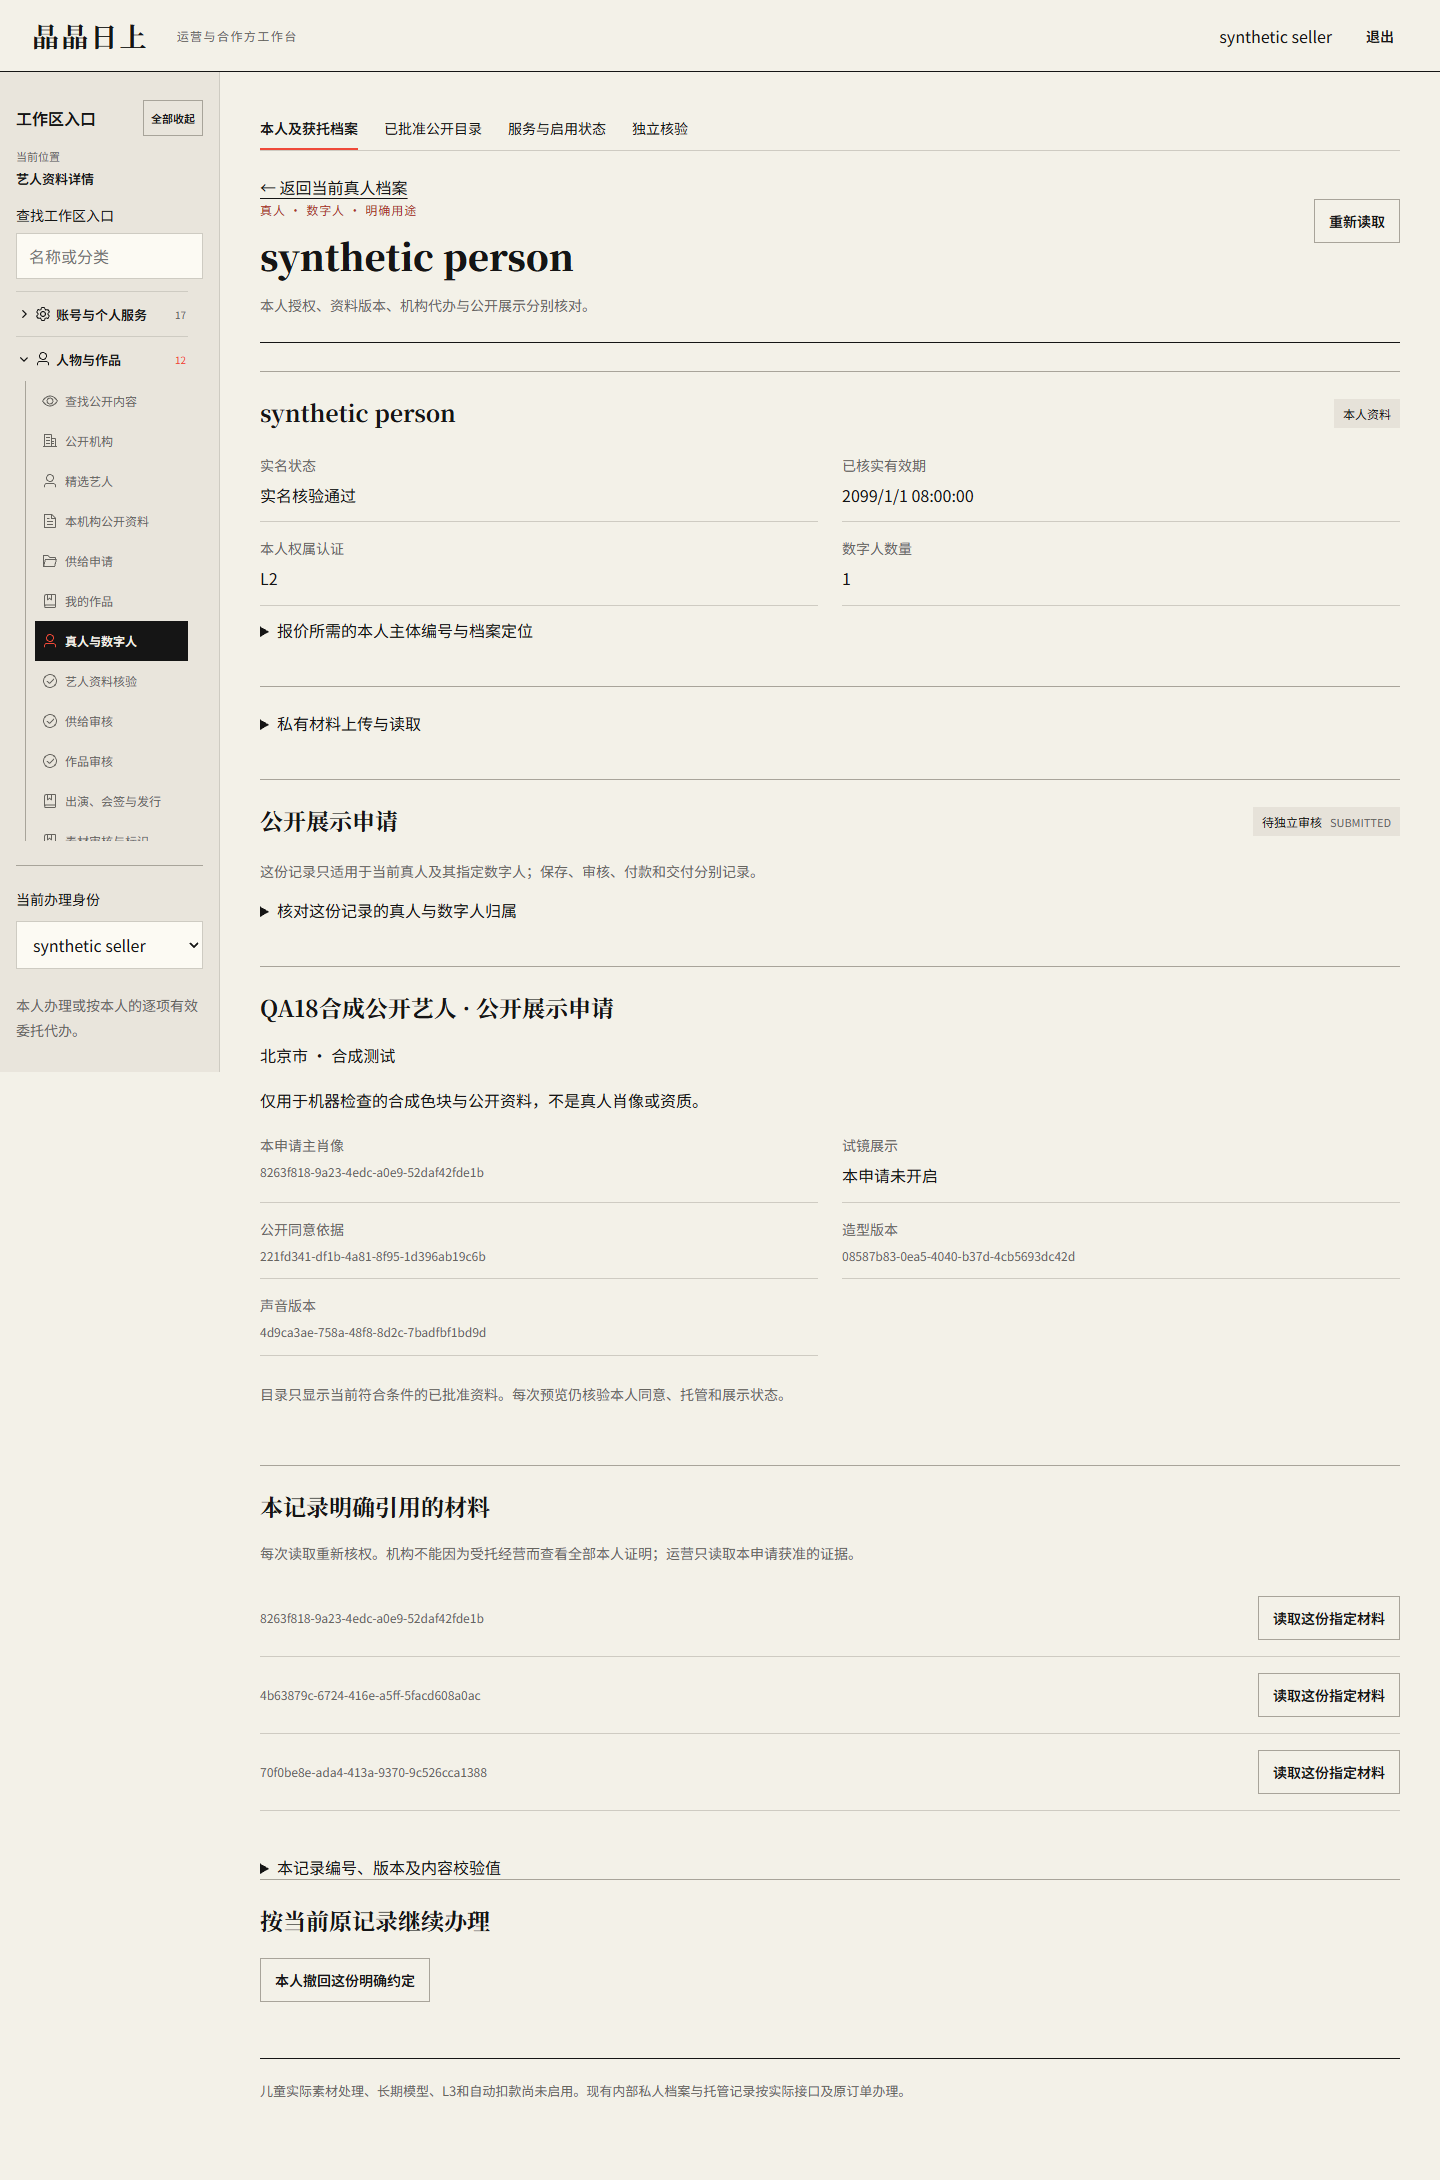 晶晶日上
运营与合作方工作台
synthetic seller
退出
工作区入口
全部收起
当前位置
艺人资料详情
查找工作区入口
名称或分类
账号与个人服务 17
人物与作品 12
查找公开内容
公开机构
精选艺人
本机构公开资料
供给申请
我的作品
真人与数字人
艺人资料核验
供给审核
作品审核
出演、会签与发行
素材审核与标识
当前办理身份
synthetic seller
本人办理或按本人的逐项有效
委托代办。
本人及获托档案 已批准公开目录 服务与启用状态 独立核验
← 返回当前真人档案
真人 · 数字人 · 明确用途
重新读取
synthetic person
本人授权、资料版本、机构代办与公开展示分别核对。
synthetic person
本人资料
实名状态
实名核验通过
已核实有效期
2099/1/1 08:00:00
本人权属认证
L2
数字人数量
1
▶ 报价所需的本人主体编号与档案定位
▶ 私有材料上传与读取
公开展示申请
待独立审核 SUBMITTED
这份记录只适用于当前真人及其指定数字人；保存、审核、付款和交付分别记录。
▶ 核对这份记录的真人与数字人归属
QA18合成公开艺人 · 公开展示申请
北京市 · 合成测试
仅用于机器检查的合成色块与公开资料，不是真人肖像或资质。
本申请主肖像
8263f818-9a23-4edc-a0e9-52daf42fde1b
试镜展示
本申请未开启
公开同意依据
221fd341-df1b-4a81-8f95-1d396ab19c6b
造型版本
08587b83-0ea5-4040-b37d-4cb5693dc42d
声音版本
4d9ca3ae-758a-48f8-8d2c-7badfbf1bd9d
目录只显示当前符合条件的已批准资料。每次预览仍核验本人同意、托管和展示状态。
本记录明确引用的材料
每次读取重新核权。机构不能因为受托经营而查看全部本人证明；运营只读取本申请获准的证据。
8263f818-9a23-4edc-a0e9-52daf42fde1b
读取这份指定材料
4b63879c-6724-416e-a5ff-5facd608a0ac
读取这份指定材料
70f0be8e-ada4-413a-9370-9c526cca1388
读取这份指定材料
▶ 本记录编号、版本及内容校验值
按当前原记录继续办理
本人撤回这份明确约定
儿童实际素材处理、长期模型、L3和自动扣款尚未启用。现有内部私人档案与托管记录按实际接口及原订单办理。